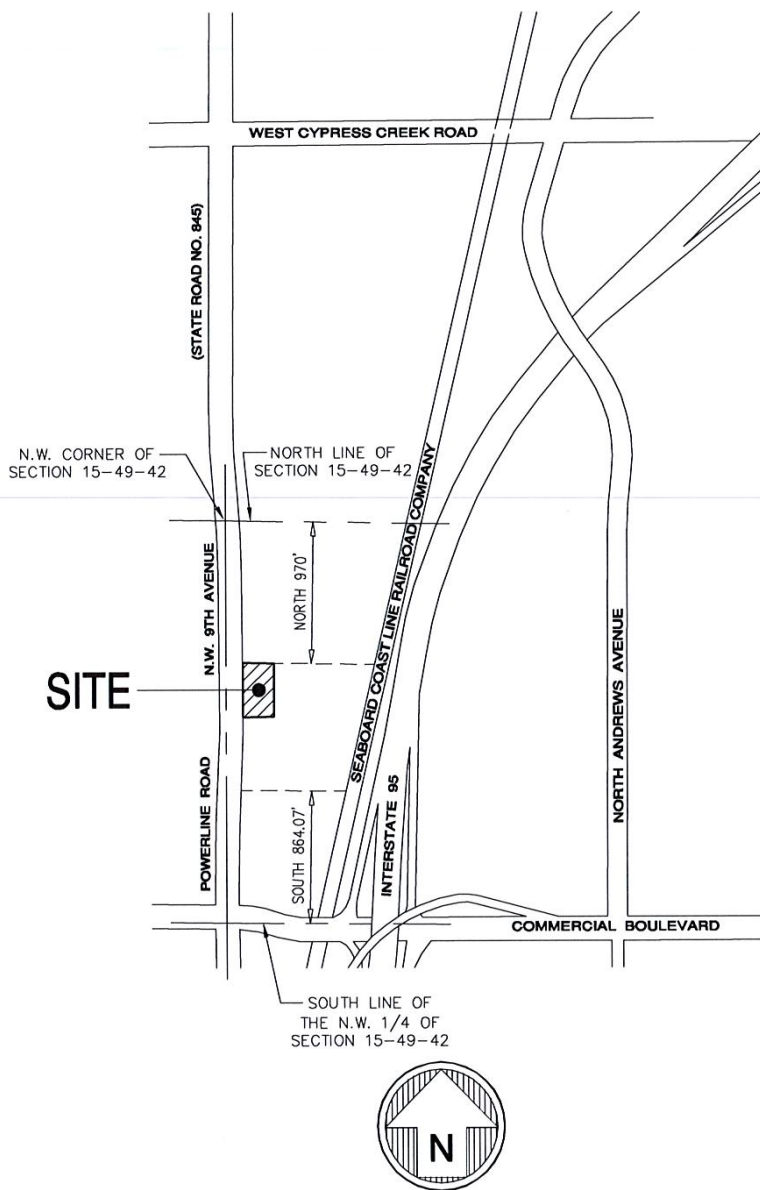 WEST CYPRESS CREEK ROAD
(STATE ROAD NO. 845)
N.W. CORNER OF
SECTION 15-49-42
NORTH LINE OF
SECTION 15-49-42
SEABOARD COAST LINE RAILROAD COMPANY
N.W. 9TH AVENUE
NORTH 970'
SITE
NORTH ANDREWS AVENUE
POWERLINE ROAD
SOUTH 864.07'
INTERSTATE 95
COMMERCIAL BOULEVARD
SOUTH LINE OF
THE N.W. 1/4 OF
SECTION 15-49-42
N